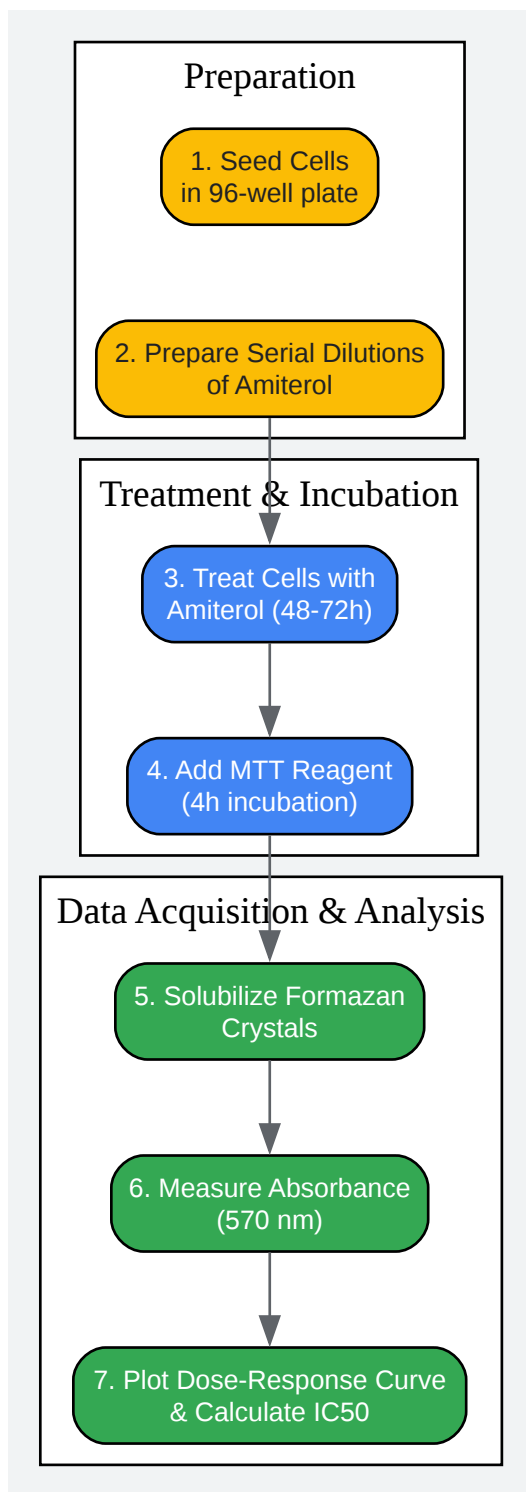 Preparation
1. Seed Cells
in 96-well plate
2. Prepare Serial Dilutions
of Amiterol
Treatment & Incubation
3. Treat Cells with
Amiterol (48-72h)
4. Add MTT Reagent
(4h incubation)
Data Acquisition & Analysis
5. Solubilize Formazan
Crystals
6. Measure Absorbance
(570 nm)
7. Plot Dose-Response Curve
& Calculate IC50